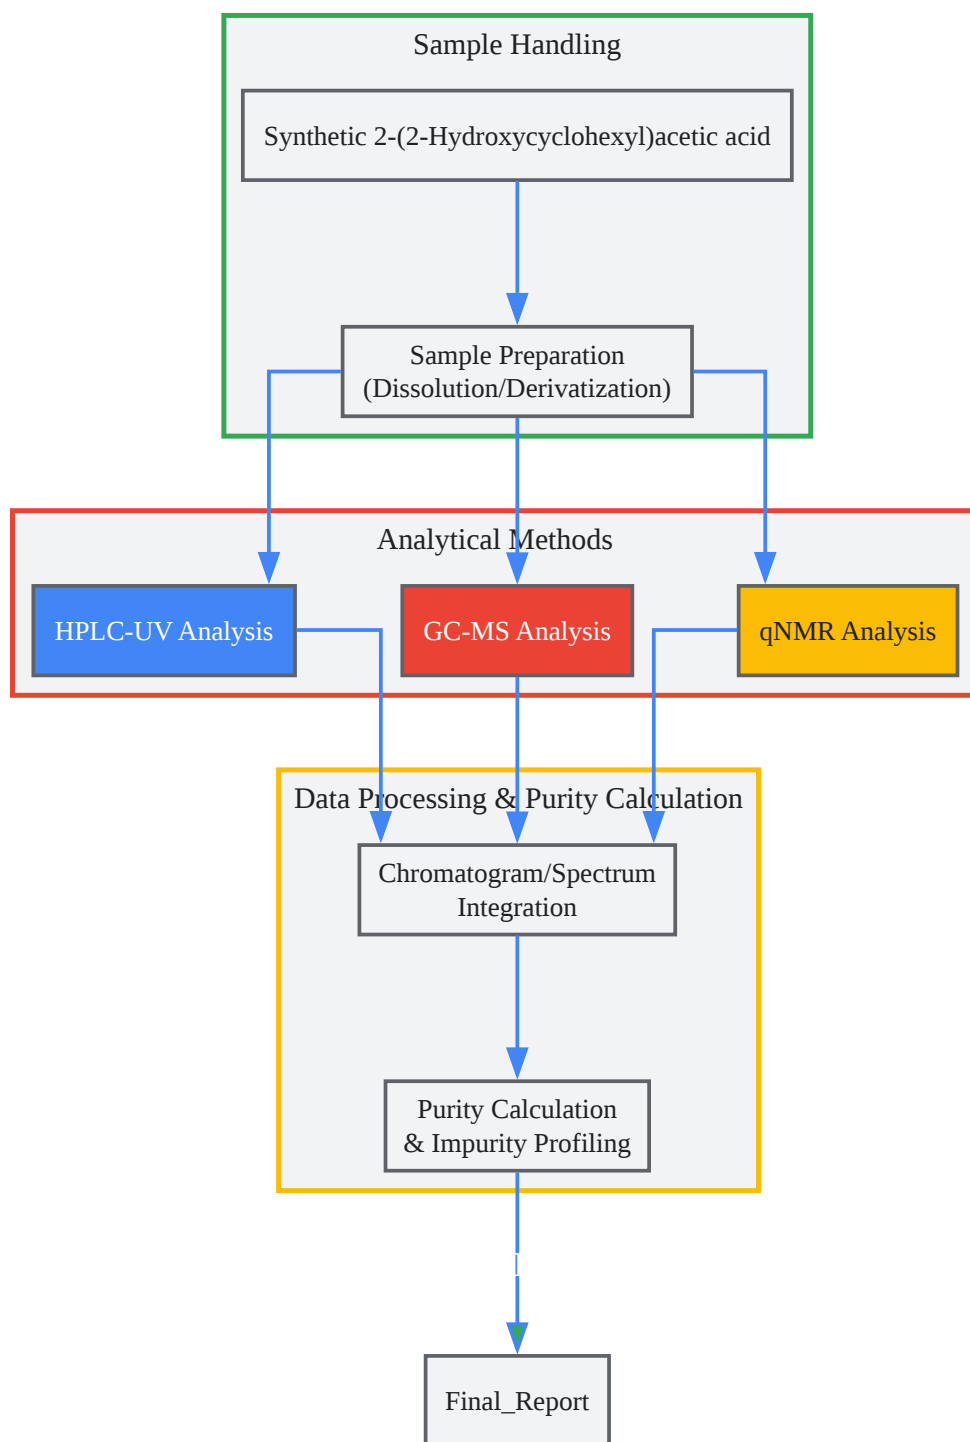 Sample Handling
Synthetic 2-(2-Hydroxycyclohexyl)acetic acid
Sample Preparation
(Dissolution/Derivatization)
Analytical Methods
HPLC-UV Analysis
GC-MS Analysis
qNMR Analysis
Data Processing & Purity Calculation
Chromatogram/Spectrum
Integration
Purity Calculation
& Impurity Profiling
Final_Report